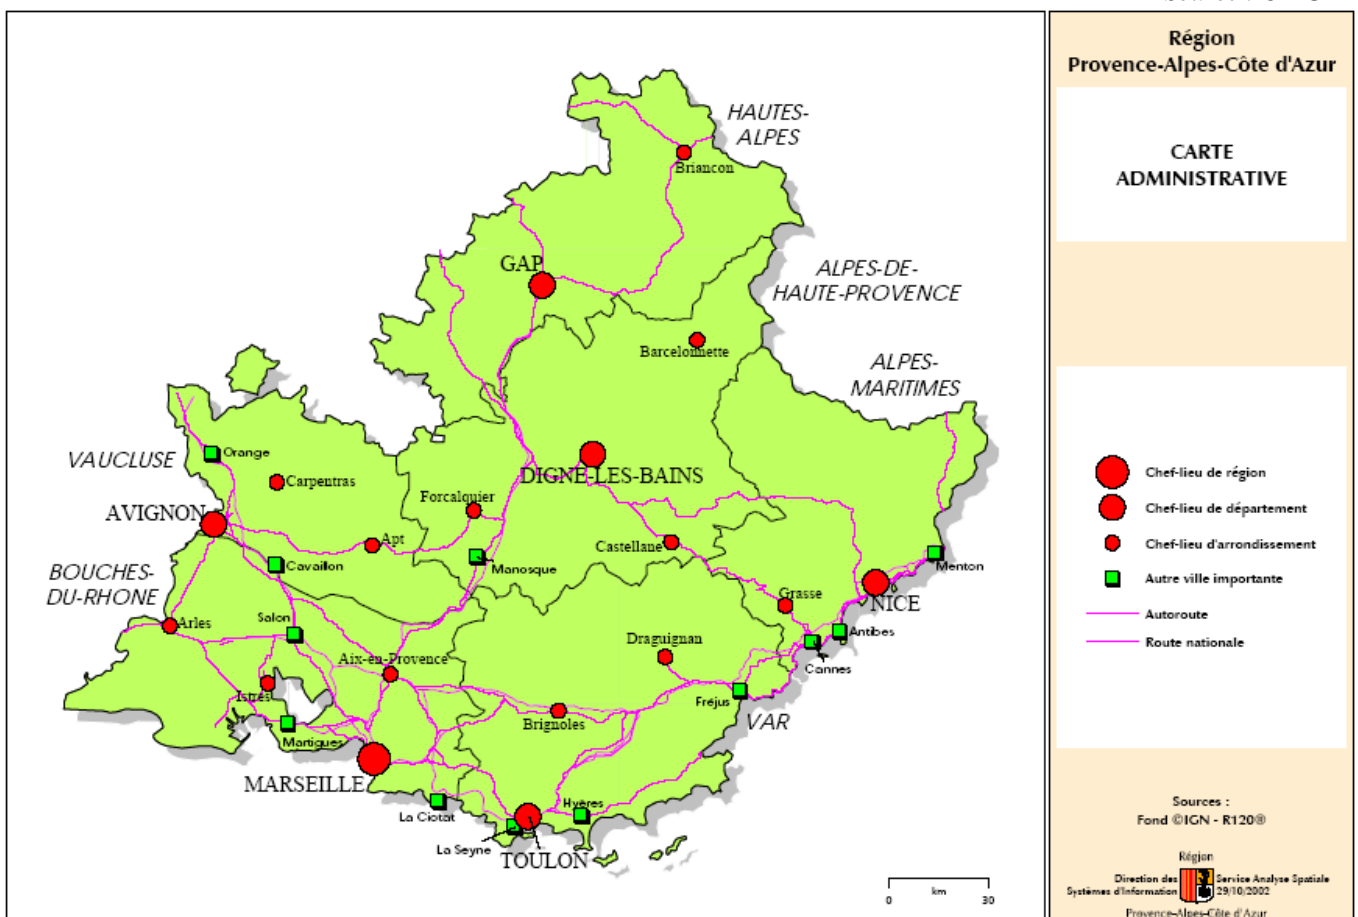 Région
Provence-Alpes-Côte d'Azur
CARTE
ADMINISTRATIVE
HAUTES-
ALPES
Briancon
GAP
ALPES-DE-
HAUTE-PROVENCE
Barcelonnette
ALPES-
MARITIMES
VAUCLUSE
Orange
Carpentras
DIGNE-LES-BAINS
Forcalquier
AVIGNON
Apt
Castellane
Menton
Cavaillon
Manosque
BOUCHES-
DU-RHONE
Grasse
NICE
Arles
Salon
Draguignan
Antibes
Cannes
Aix-en-Provence
Istres
Fréjus
VAR
Brignoles
Martigues
MARSEILLE
La Ciotat
Hyères
La Seyne
TOULON
0 km 30
Chef-lieu de région
Chef-lieu de département
Chef-lieu d'arrondissement
Autre ville importante
Autoroute
Route nationale
Sources :
Fond ©IGN - R120®
Région
Direction des Service Analyse Spatiale
Systèmes d'Information 29/10/2002
Provence-Alpes-Côte d'Azur